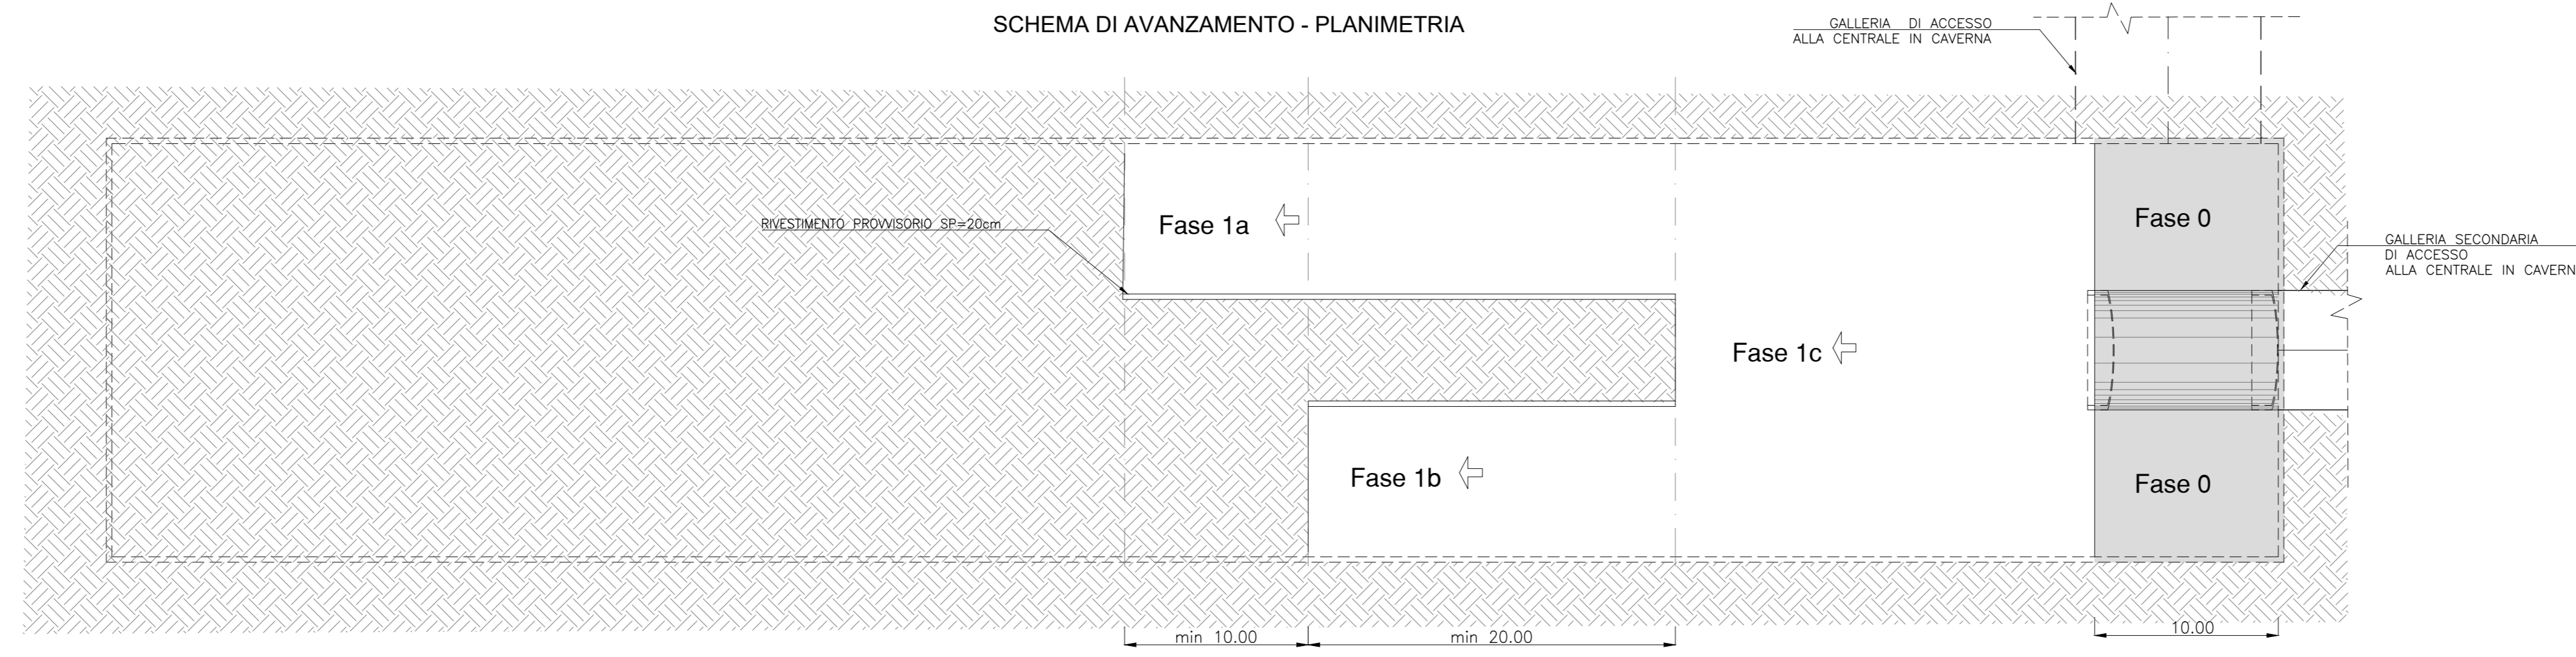 SCHEMA DI AVANZAMENTO - PLANIMETRIA
GALLERIA DI ACCESSO
ALLA CENTRALE IN CAVERNA
RIVESTIMENTO PROVVISORIO SP=20cm
Fase 1a
Fase 0
GALLERIA SECONDARIA
DI ACCESSO
ALLA CENTRALE IN CAVERN
Fase 1c
Fase 1b
Fase 0
min 10.00
min 20.00
10.00